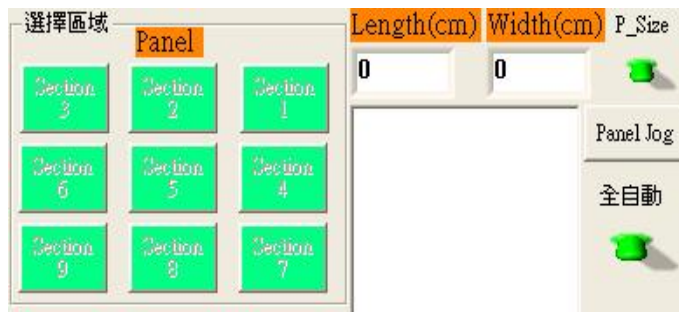 選擇區域
Panel
Section
3
Section
2
Section
1
Section
6
Section
5
Section
4
Section
9
Section
8
Section
7
Length(cm)
Width(cm)
P_Size
0
0
Panel Jog
全自動